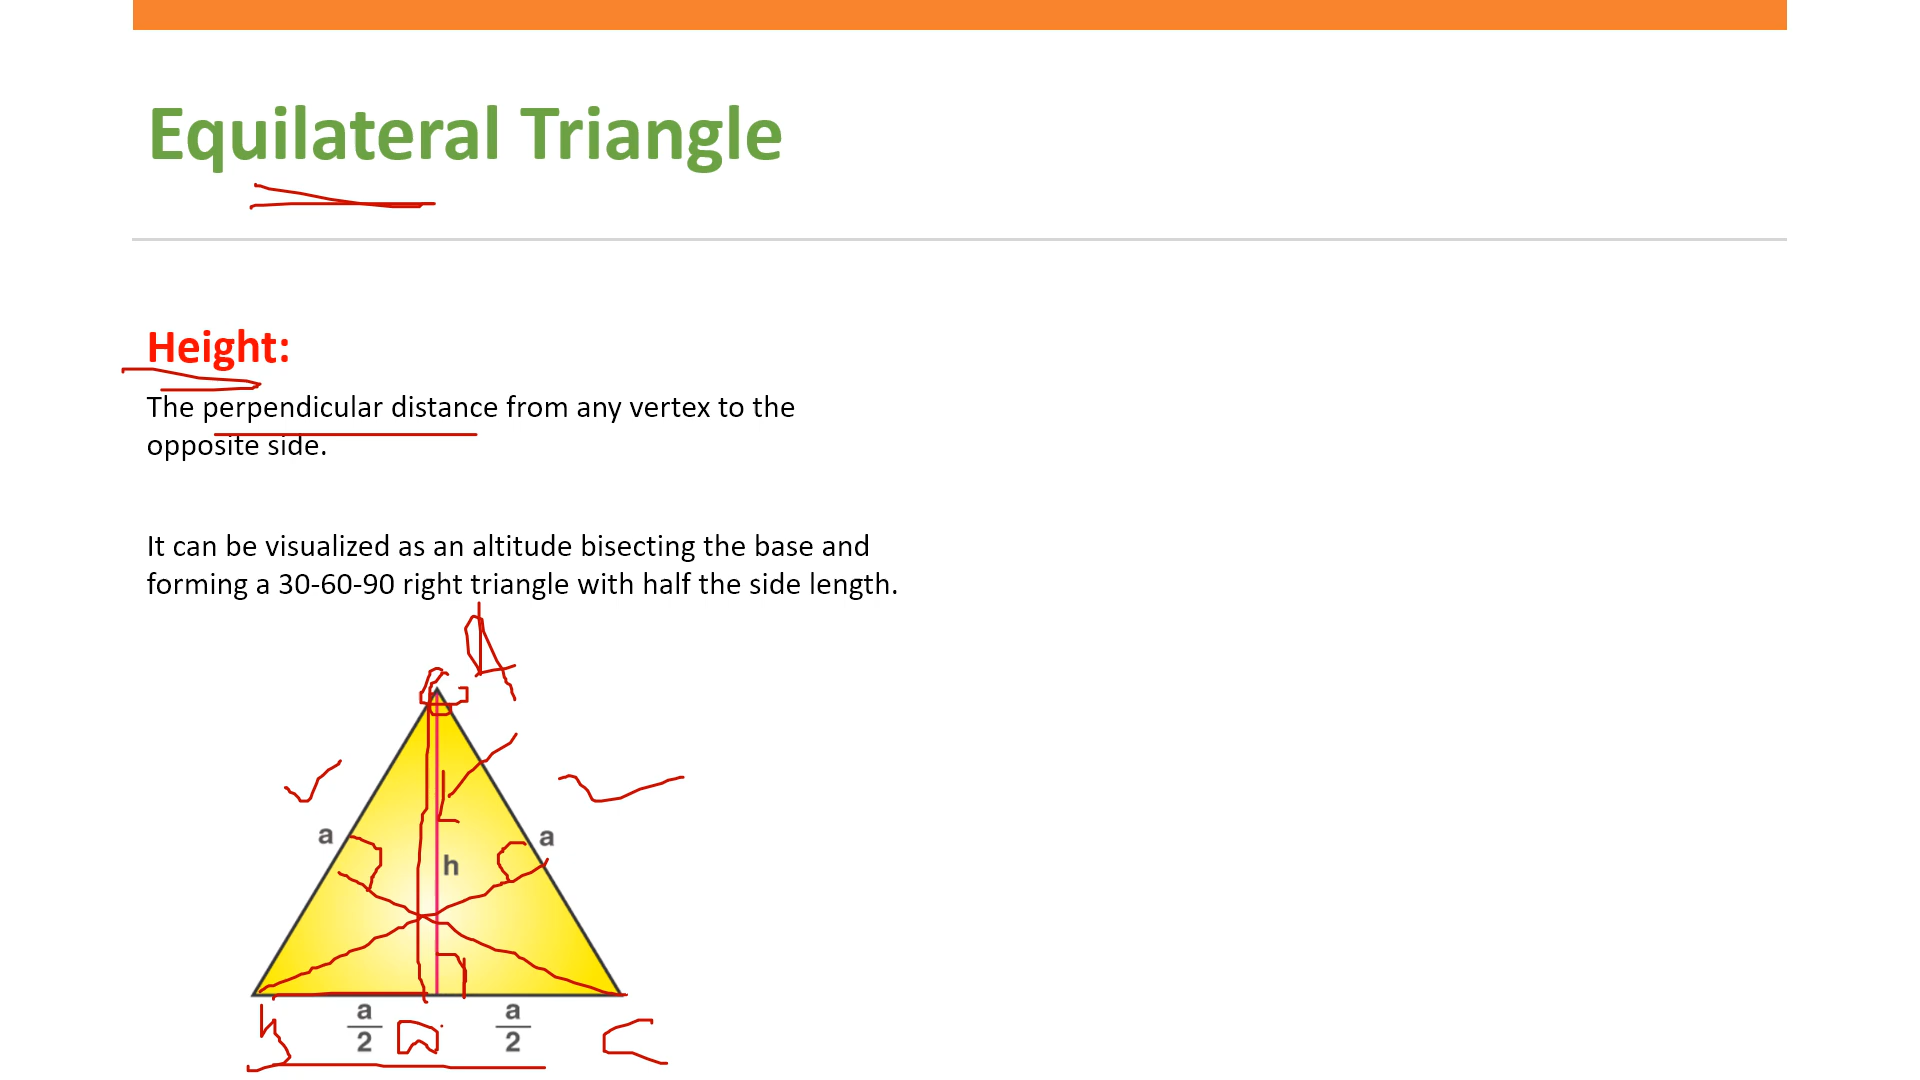 Equilateral Triangle
Height:
The perpendicular distance from any vertex to the
opposite side.
It can be visualized as an altitude bisecting the base and
forming a 30-60-90 right triangle with half the side length.
A
a
a
h
a
2
a
2
C